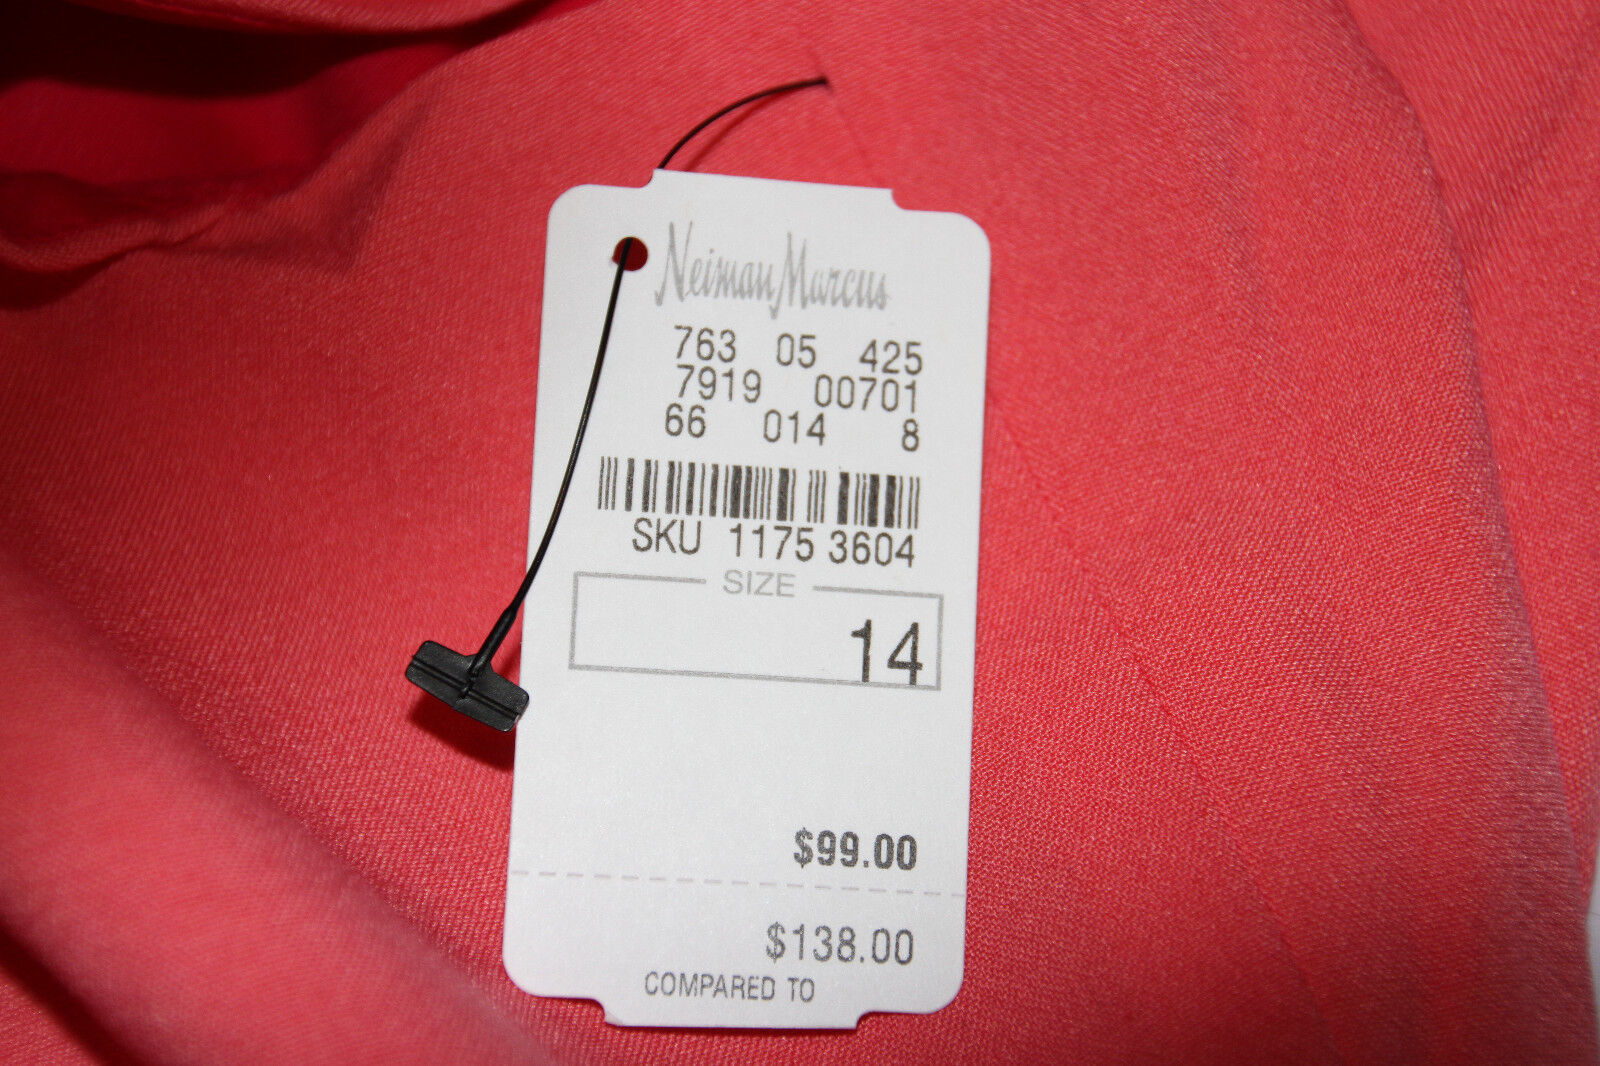 Neiman Marcus
763 05 425
7919 00701
66 014 8
SKU 1175 3604
SIZE
14
$99.00
$138.00
COMPARED TO